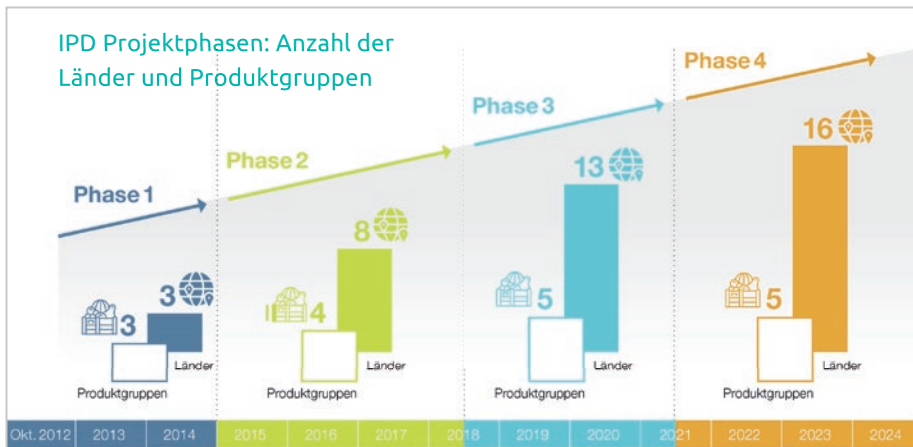 IPD Projektphasen: Anzahl der
Länder und Produktgruppen
Phase 1
3
3
Länder
Produktgruppen
Phase 2
4
8
Länder
Produktgruppen
Phase 3
5
13
Länder
Produktgruppen
Phase 4
5
16
Länder
Produktgruppen
Okt. 2012 2013 2014 2015 2016 2017 2018 2019 2020 2021 2022 2023 2024